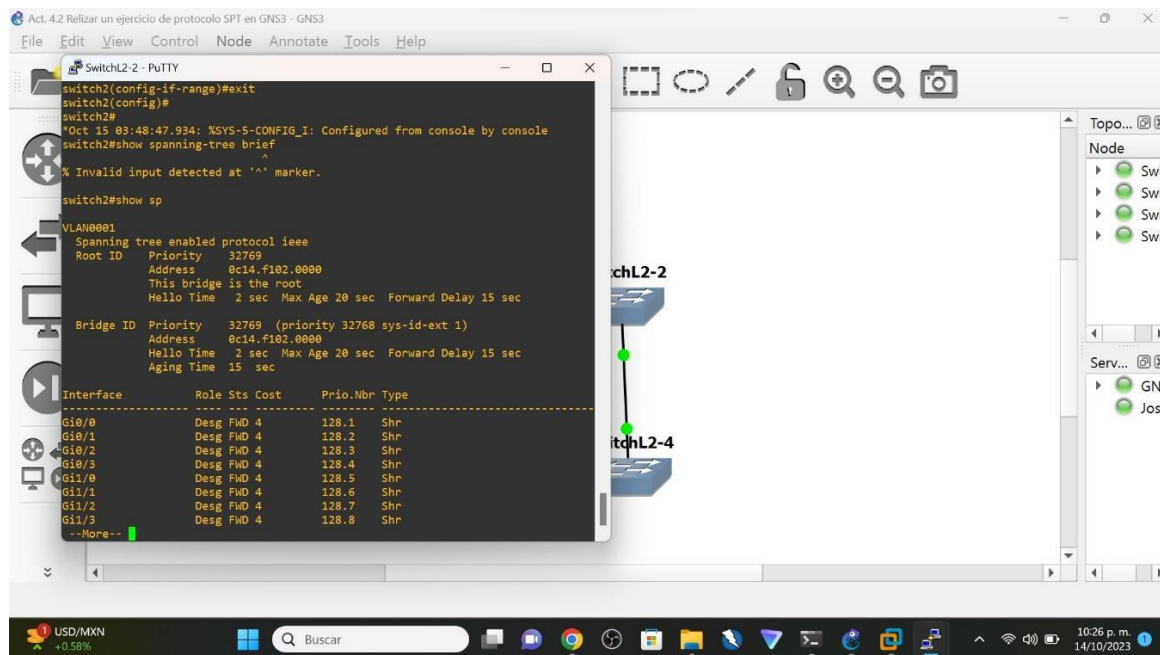 Act. 4.2 Relizar un ejercicio de protocolo SPT en GNS3 - GNS3
File Edit View Control Node Annotate Tools Help
SwitchL2-2 - PuTTY
switch2(config-if-range)#exit
switch2(config)#
switch2#
*Oct 15 03:48:47.934: %SYS-5-CONFIG_I: Configured from console by console
switch2#show spanning-tree brief
^
% Invalid input detected at '^' marker.
switch2#show sp
VLAN0001
Spanning tree enabled protocol ieee
Root ID Priority 32769
Address 0c14.f102.0000
This bridge is the root
Hello Time 2 sec Max Age 20 sec Forward Delay 15 sec
Bridge ID Priority 32769 (priority 32768 sys-id-ext 1)
Address 0c14.f102.0000
Hello Time 2 sec Max Age 20 sec Forward Delay 15 sec
Aging Time 15 sec
Interface Role Sts Cost Prio.Nbr Type
------------------- ---- --- --------- -------- --------------------------------
Gi0/0 Desg FWD 4 128.1 Shr
Gi0/1 Desg FWD 4 128.2 Shr
Gi0/2 Desg FWD 4 128.3 Shr
Gi0/3 Desg FWD 4 128.4 Shr
Gi1/0 Desg FWD 4 128.5 Shr
Gi1/1 Desg FWD 4 128.6 Shr
Gi1/2 Desg FWD 4 128.7 Shr
Gi1/3 Desg FWD 4 128.8 Shr
--More--
chL2-2
itchL2-4
Topo...
Node
Sw
Sw
Sw
Sw
Serv...
GN
Jos
1
USD/MXN
+0.58%
Buscar
10:26 p. m.
14/10/2023
1